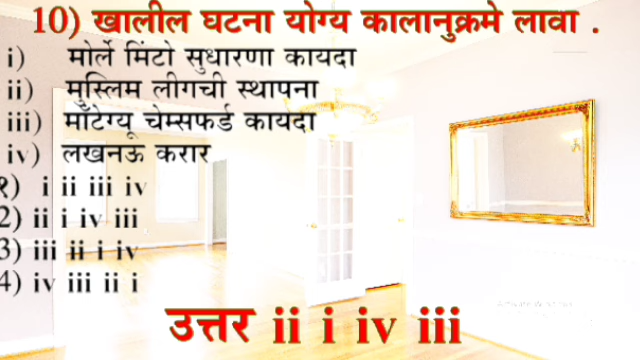 10) खालील घटना योग्य कालानुक्रमे लावा .
i) मोर्ले मिंटो सुधारणा कायदा
ii) मुस्लिम लीगची स्थापना
iii) माँटेग्यू चेम्सफर्ड कायदा
iv) लखनऊ करार
१) i ii iii iv
2) ii i iv iii
3) iii ii i iv
4) iv iii ii i
उत्तर ii i iv iii